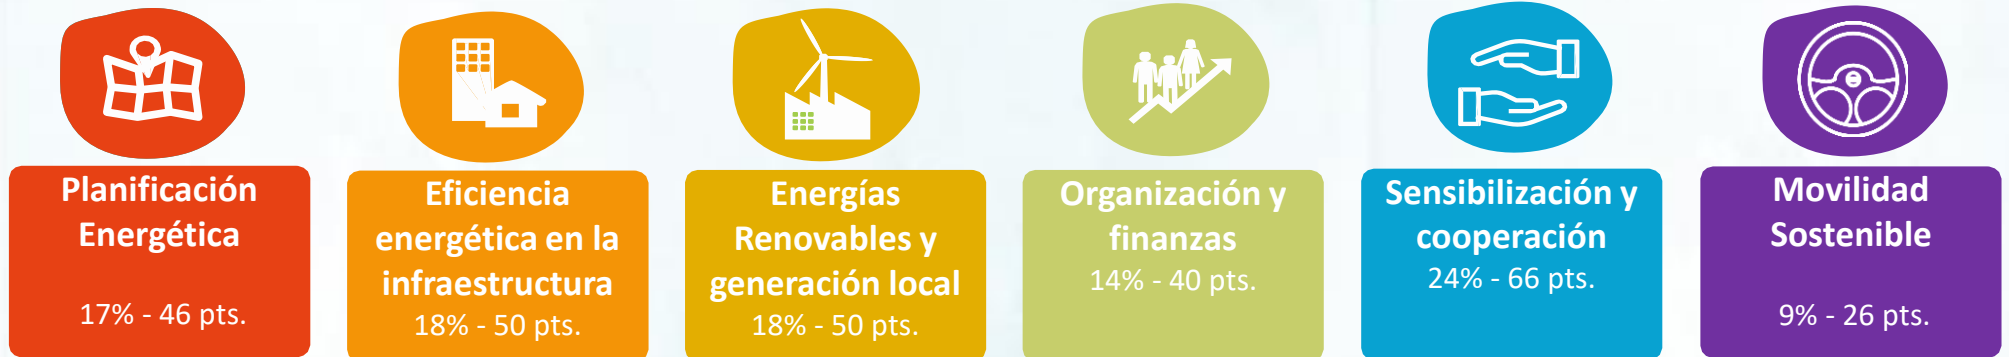 Planificación
Energética
17% - 46 pts.
Eficiencia
energética en la
infraestructura
18% - 50 pts.
Energías
Renovables y
generación local
18% - 50 pts.
Organización y
finanzas
14% - 40 pts.
Sensibilización y
cooperación
24% - 66 pts.
Movilidad
Sostenible
9% - 26 pts.